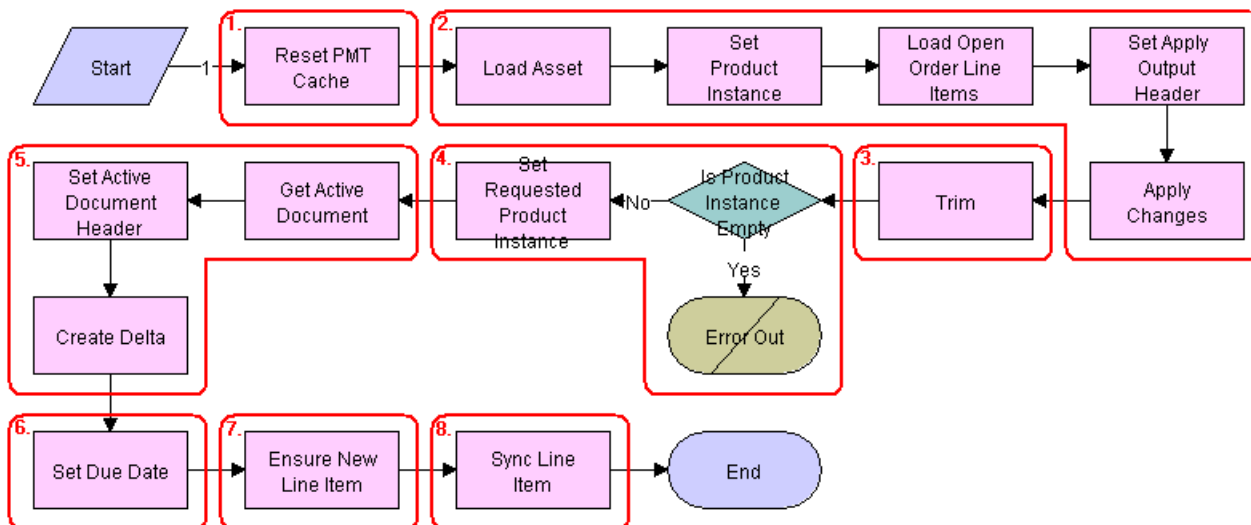 1.
2.
Start
1
Reset PMT
Cache
Load Asset
Set
Product
Instance
Load Open
Order Line
Items
Set Apply
Output
Header
5.
4.
3.
Set Active
Document
Header
Get Active
Document
Set
Requested
Product
Instance
No
Is Product
Instance
Empty
Trim
Apply
Changes
Yes
Create Delta
Error Out
6.
7.
8.
Set Due Date
Ensure New
Line Item
Sync Line
Item
End